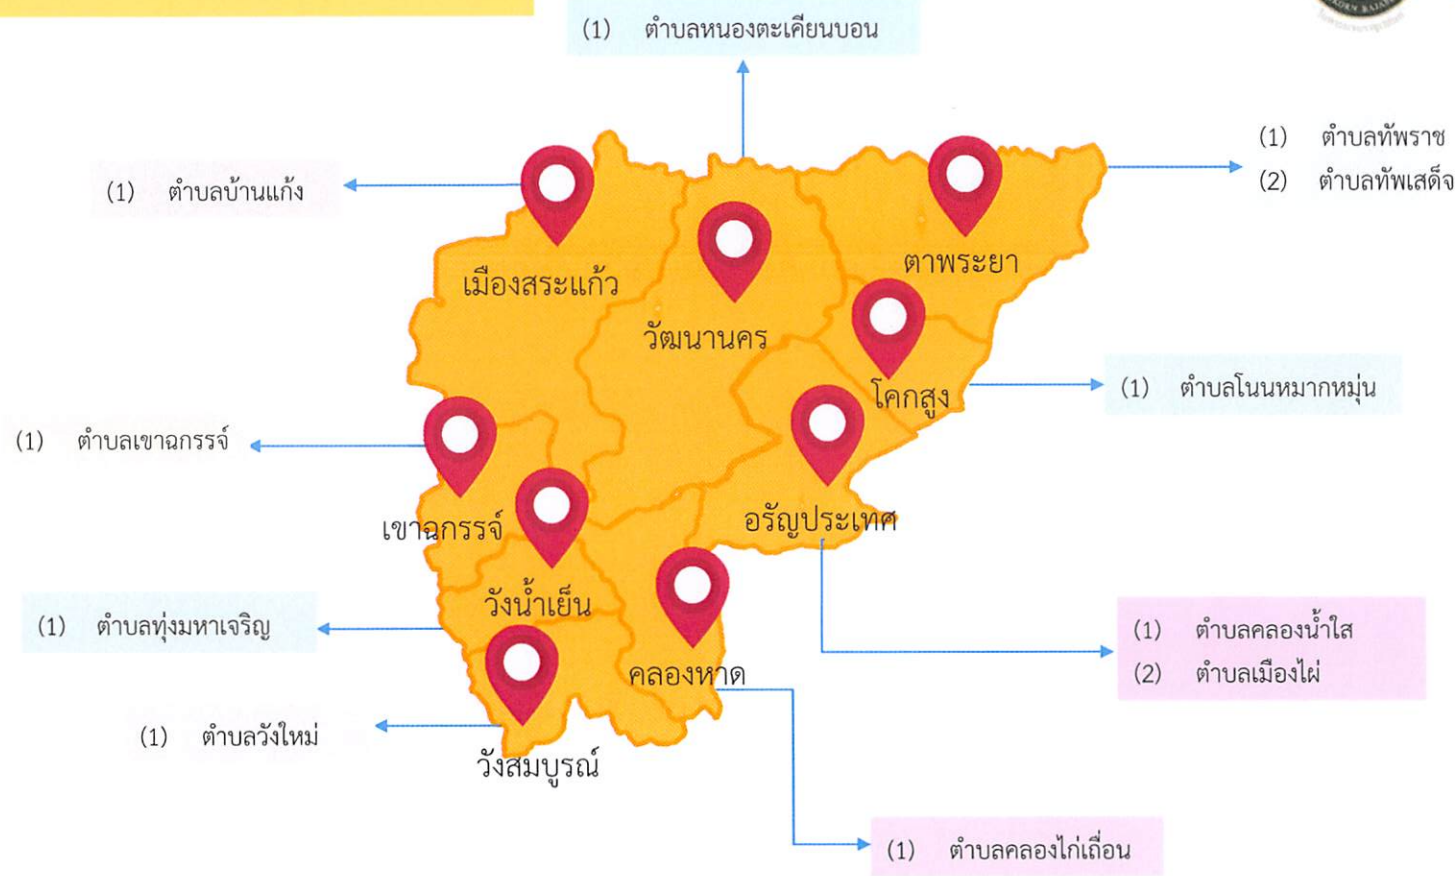 (1) ตำบลหนองตะเคียนบอน
(1) ตำบลทัพราช
(2) ตำบลทัพเสด็จ
(1) ตำบลบ้านแก้ง
ตาพระยา
เมืองสระแก้ว
วัฒนานคร
(1) ตำบลโนนหมากหมุ่น
โคกสูง
(1) ตำบลเขาฉกรรจ์
เขาฉกรรจ์
อรัญประเทศ
วังน้ำเย็น
(1) ตำบลทุ่งมหาเจริญ
(1) ตำบลคลองน้ำใส
(2) ตำบลเมืองไผ่
คลองหาด
(1) ตำบลวังใหม่
วังสมบูรณ์
(1) ตำบลคลองไก่เถื่อน